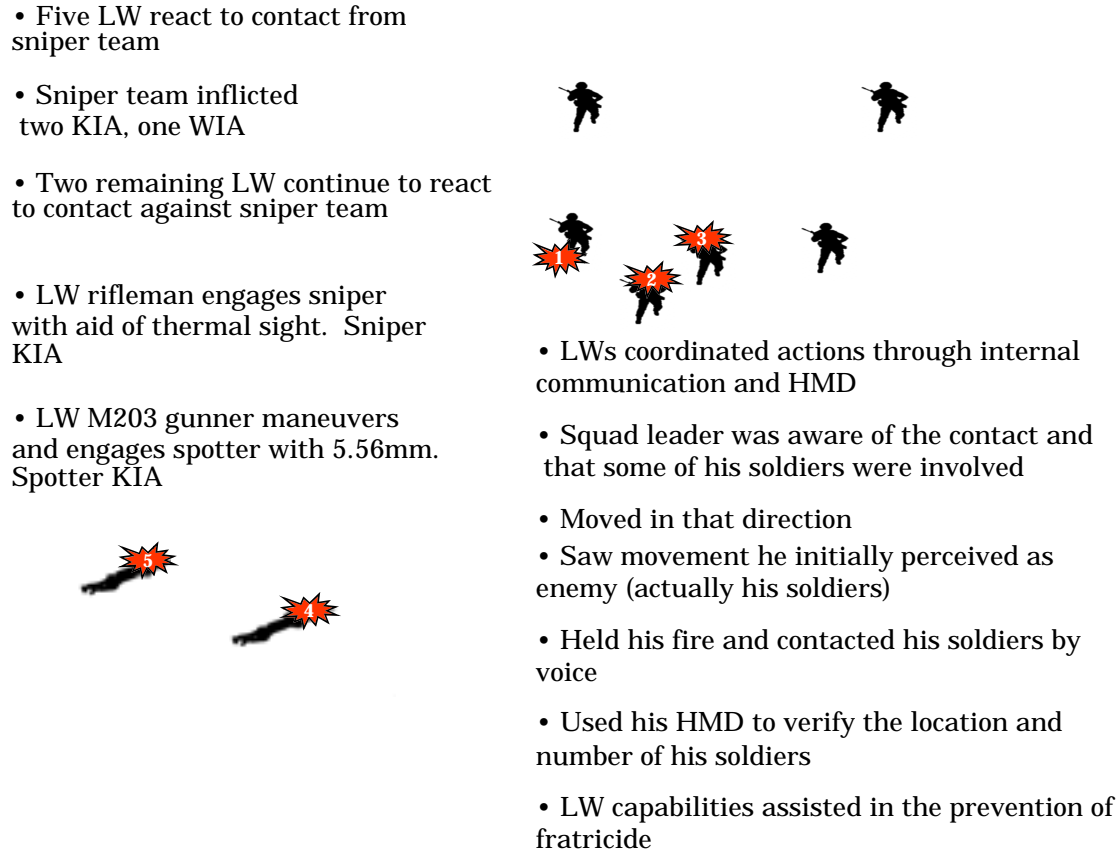 • Five LW react to contact from
sniper team
• Sniper team inflicted
two KIA, one WIA
• Two remaining LW continue to react
to contact against sniper team
• LW rifleman engages sniper
with aid of thermal sight.  Sniper
KIA
• LW M203 gunner maneuvers
and engages spotter with 5.56mm.
Spotter KIA
5
4
1
2
3
• LWs coordinated actions through internal
communication and HMD
• Squad leader was aware of the contact and
that some of his soldiers were involved
• Moved in that direction
• Saw movement he initially perceived as
enemy (actually his soldiers)
• Held his fire and contacted his soldiers by
voice
• Used his HMD to verify the location and
number of his soldiers
• LW capabilities assisted in the prevention of
fratricide